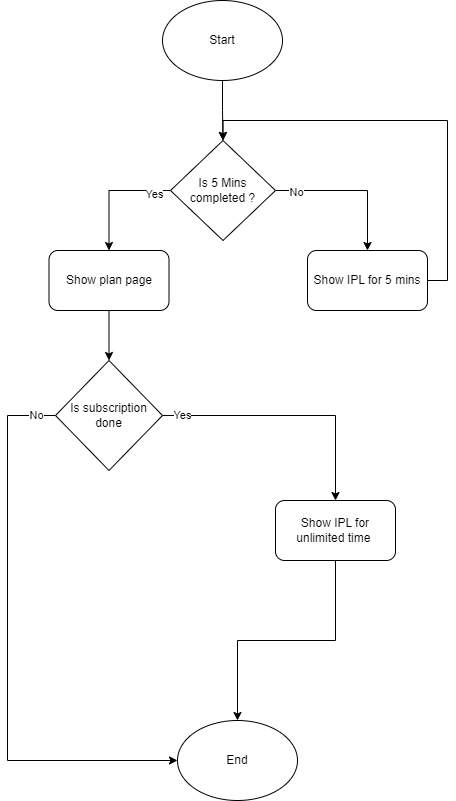 Start
Is 5 Mins
completed ?
Yes
No
Show plan page
Show IPL for 5 mins
Is subscription
done
No
Yes
Show IPL for
unlimited time
End